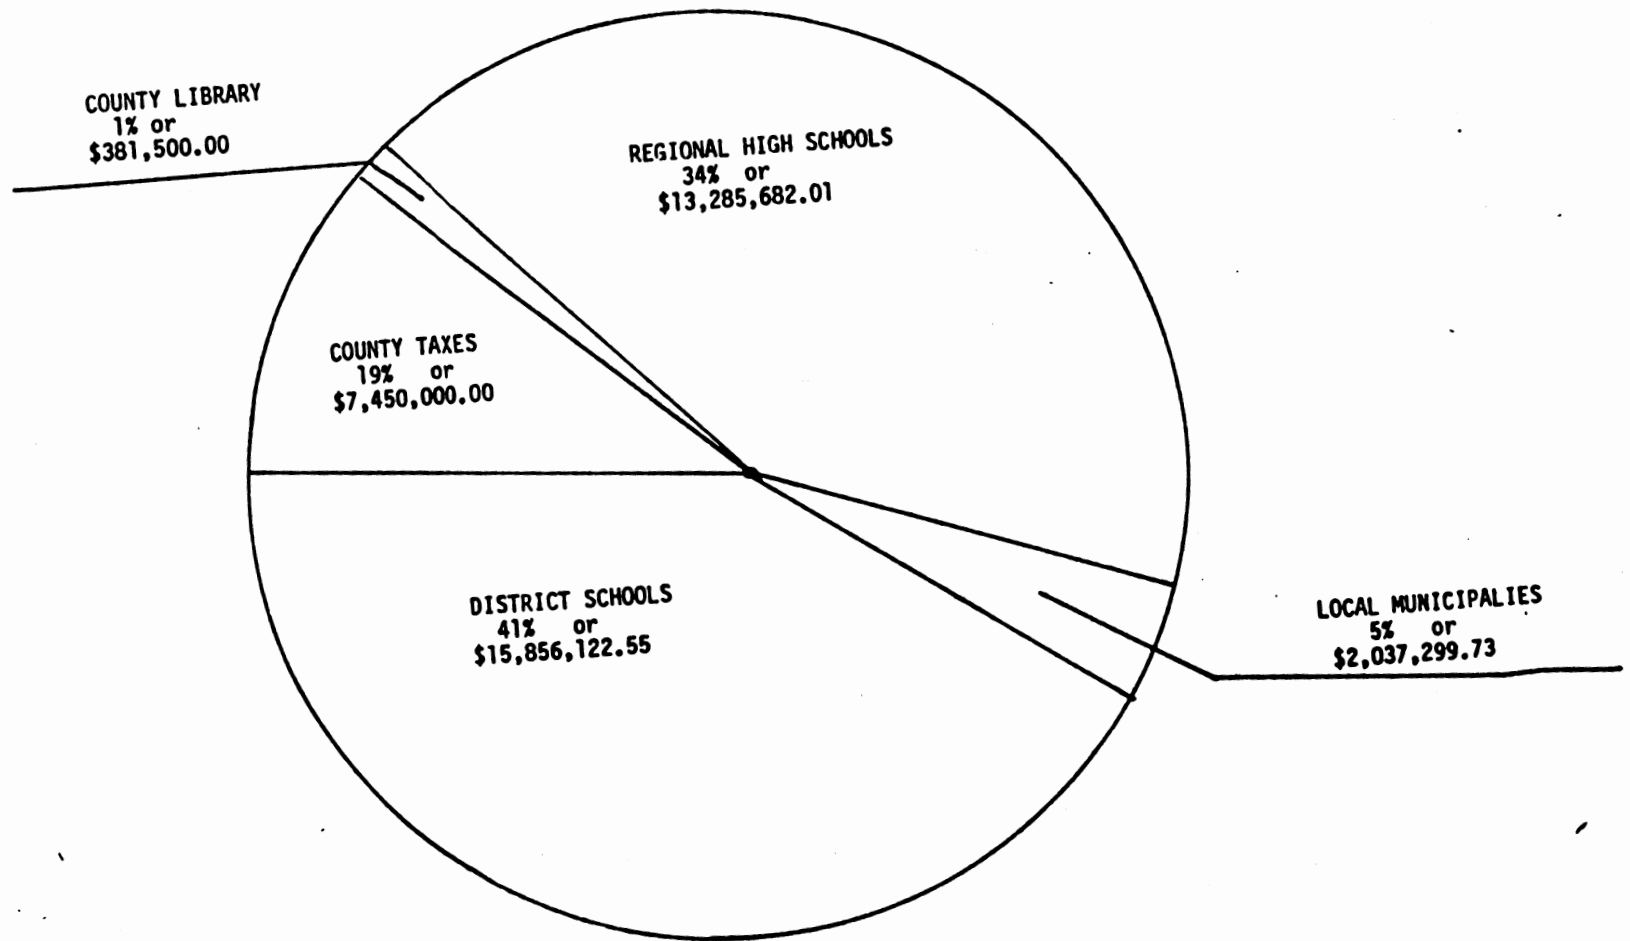 COUNTY LIBRARY
1% or
$381,500.00
REGIONAL HIGH SCHOOLS
34% or
$13,285,682.01
COUNTY TAXES
19% or
$7,450,000.00
DISTRICT SCHOOLS
41% or
$15,856,122.55
LOCAL MUNICIPALIES
5% or
$2,037,299.73